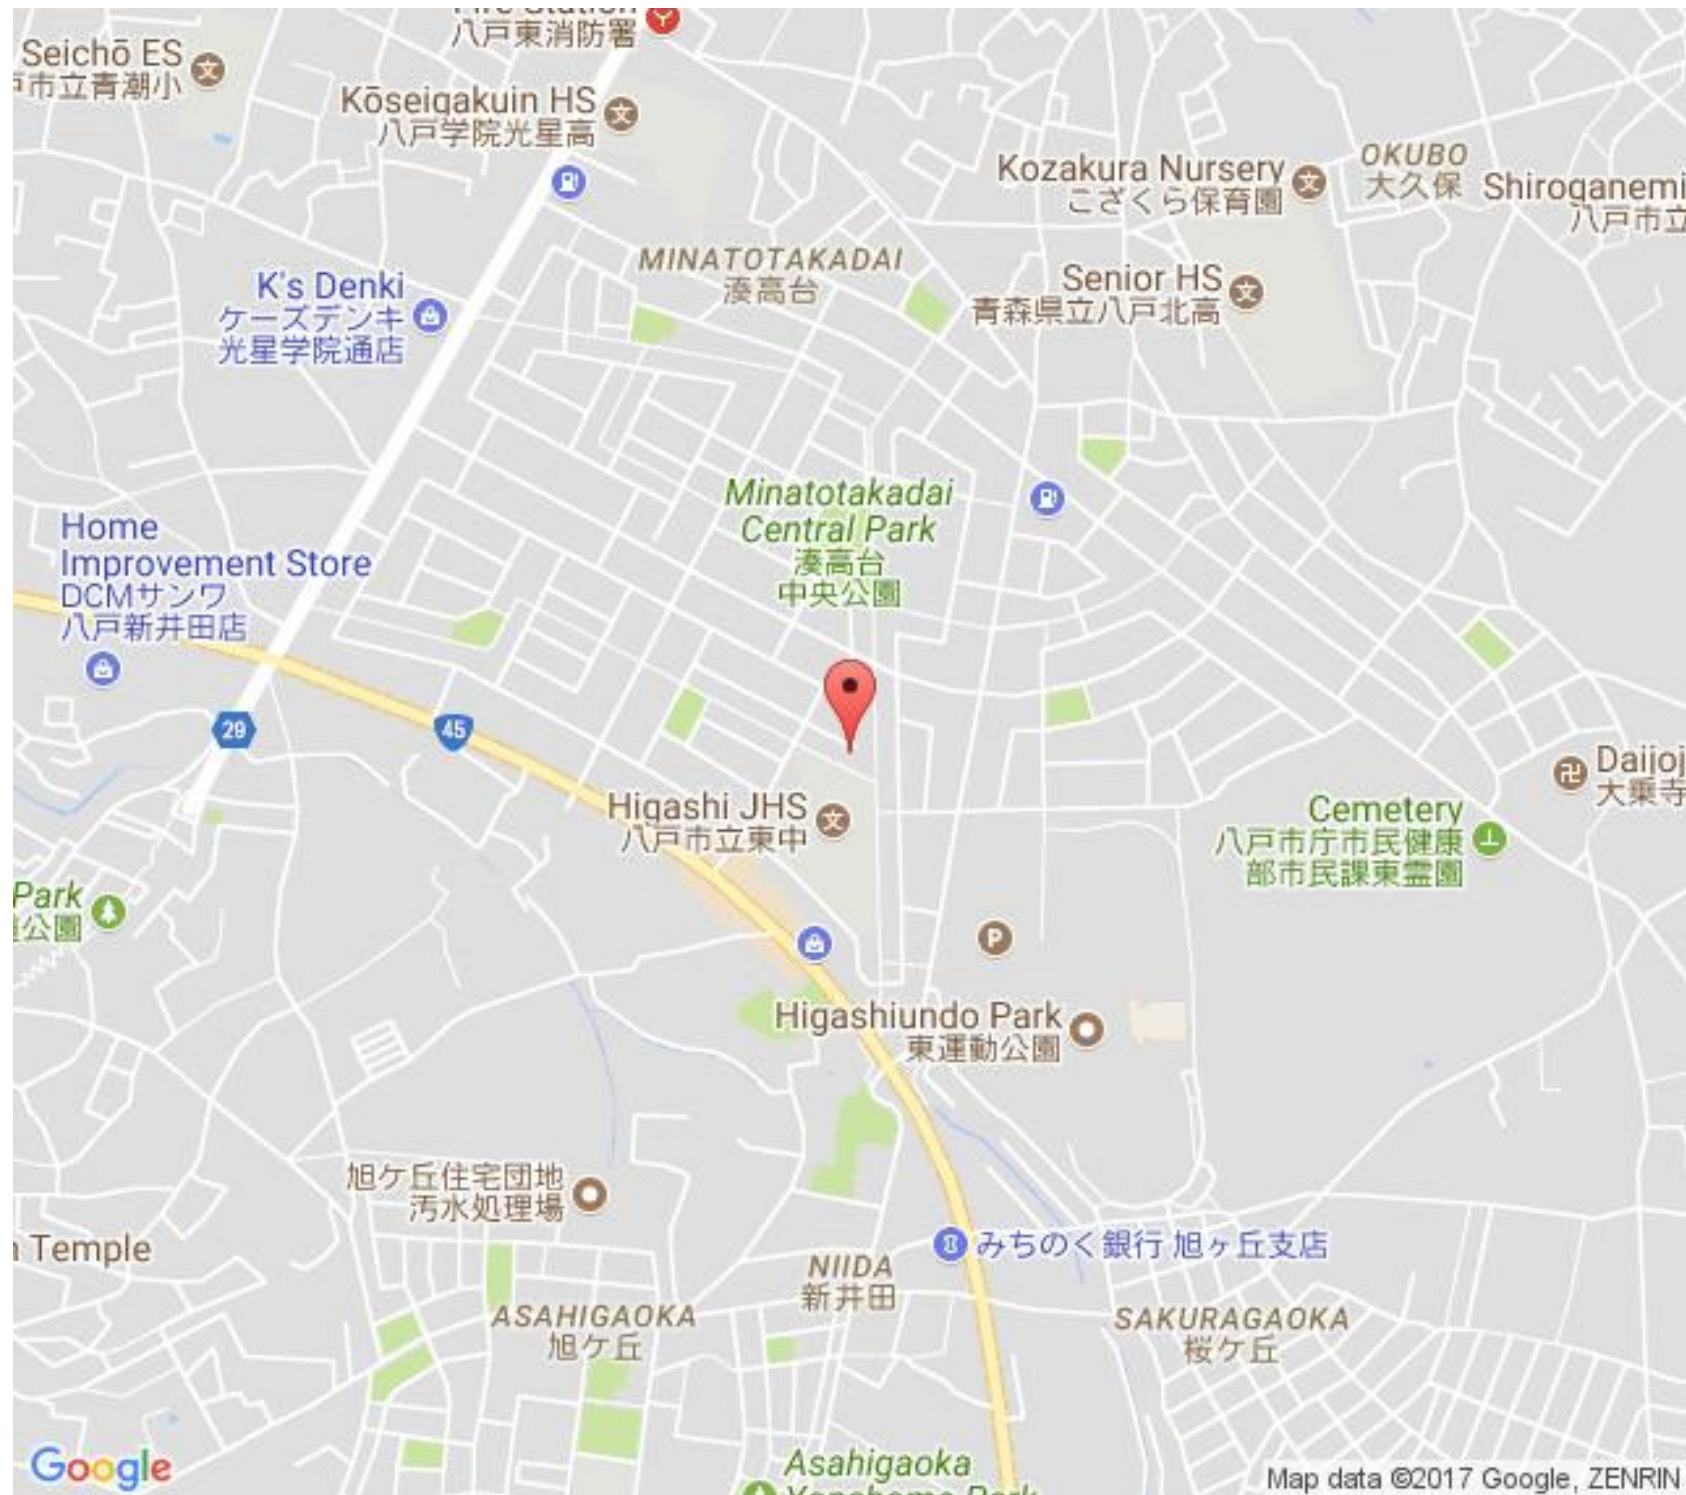 Fire Station
八戸東消防署
Seichō ES
戸市立青潮小
Kōseigakuin HS
八戸学院光星高
Kozakura Nursery
こざくら保育園
OKUBO
大久保
Shiroganemi
八戸市立
MINATOTAKADAI
湊高台
Senior HS
青森県立八戸北高
K's Denki
ケーズデンキ
光星学院通店
Minatotakadai
Central Park
湊高台
中央公園
Home
Improvement Store
DCMサンワ
八戸新井田店
29
45
Higashi JHS
八戸市立東中
Daijoj
大乗寺
Cemetery
八戸市庁市民健康
部市民課東霊園
Park
公園
P
Higashiundo Park
東運動公園
旭ケ丘住宅団地
汚水処理場
Temple
みちのく銀行 旭ヶ丘支店
NIIDA
新井田
ASAHIGAOKA
旭ケ丘
SAKURAGAOKA
桜ケ丘
Asahigaoka
Park
Google
Map data ©2017 Google, ZENRIN